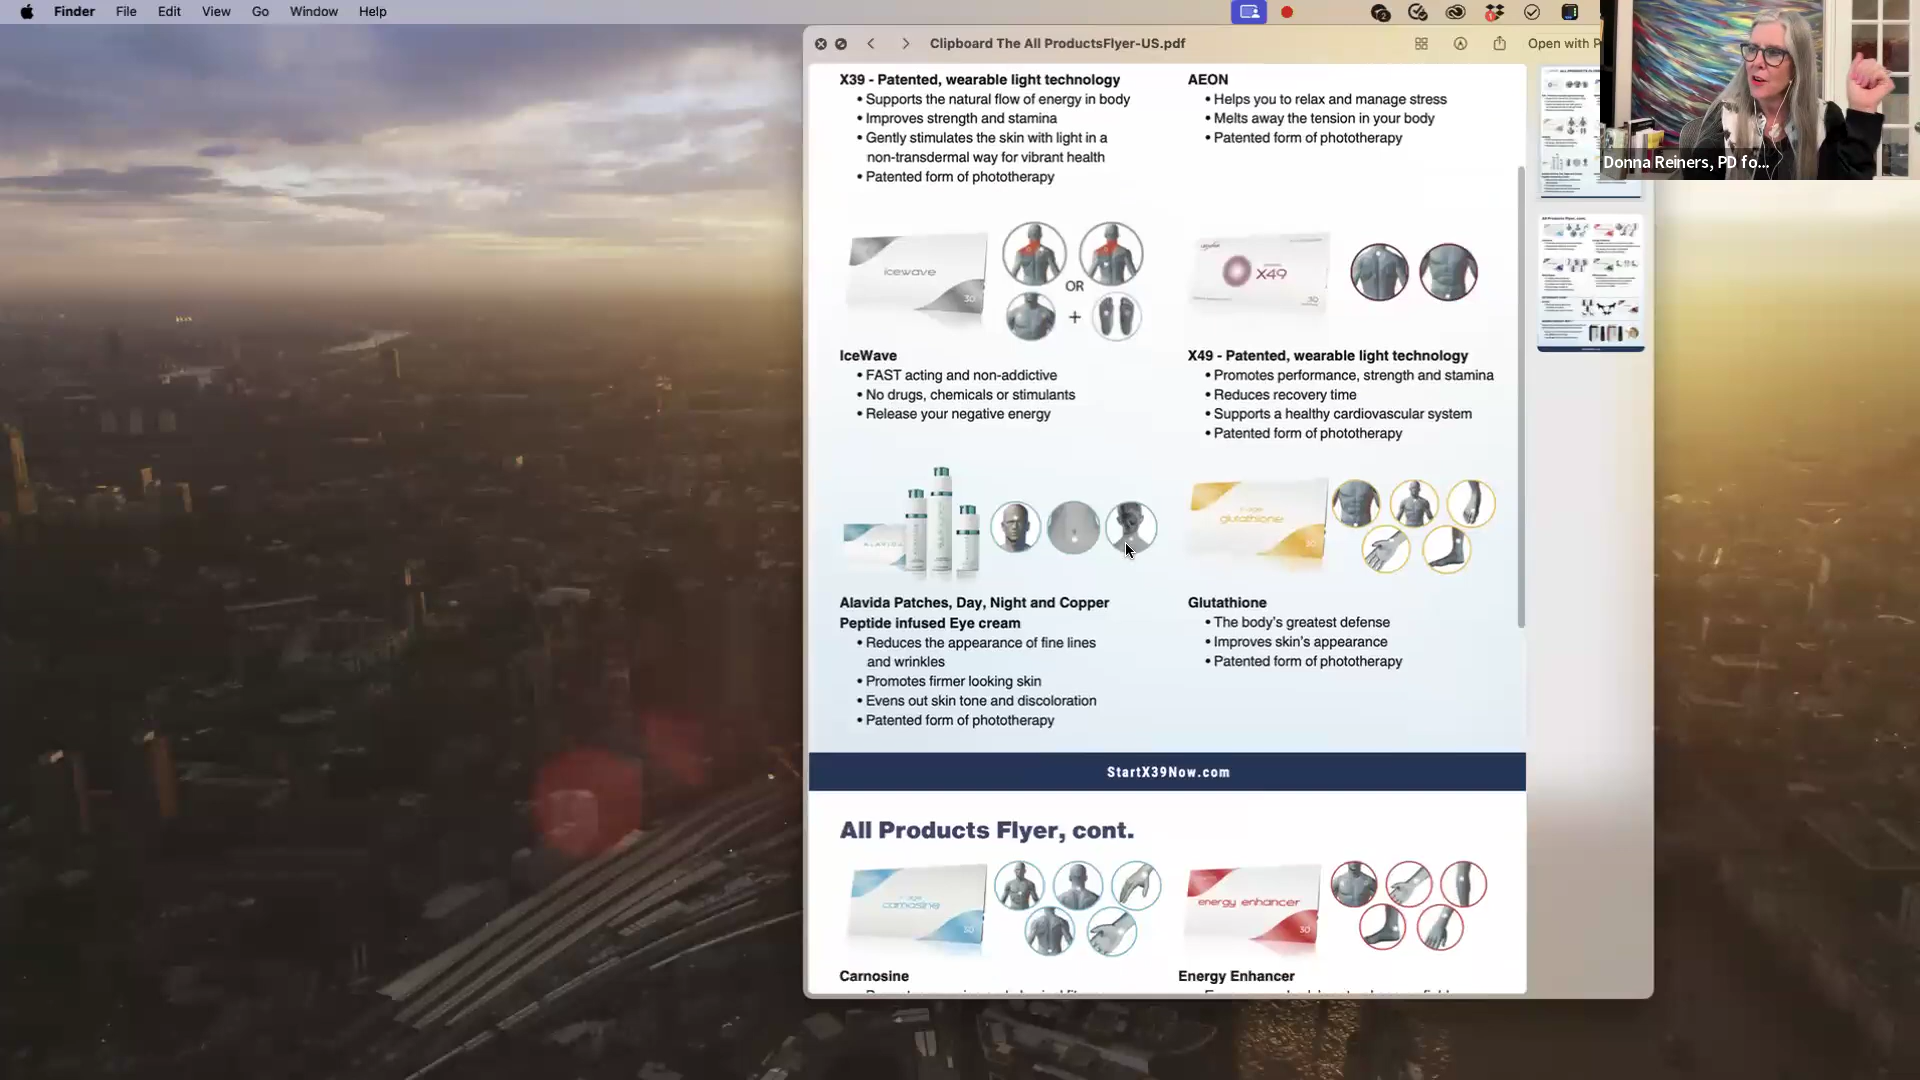 Finder File Edit View Go Window Help
Clipboard The All ProductsFlyer-US.pdf
Open with P
Donna Reiners, PD fo...
X39 - Patented, wearable light technology
• Supports the natural flow of energy in body
• Improves strength and stamina
• Gently stimulates the skin with light in a
non-transdermal way for vibrant health
• Patented form of phototherapy
AEON
• Helps you to relax and manage stress
• Melts away the tension in your body
• Patented form of phototherapy
icewave
30
OR
+
X49
30
IceWave
• FAST acting and non-addictive
• No drugs, chemicals or stimulants
• Release your negative energy
X49 - Patented, wearable light technology
• Promotes performance, strength and stamina
• Reduces recovery time
• Supports a healthy cardiovascular system
• Patented form of phototherapy
ALAVIDA
glutathione
30
Alavida Patches, Day, Night and Copper
Peptide infused Eye cream
• Reduces the appearance of fine lines
and wrinkles
• Promotes firmer looking skin
• Evens out skin tone and discoloration
• Patented form of phototherapy
Glutathione
• The body's greatest defense
• Improves skin's appearance
• Patented form of phototherapy
StartX39Now.com
All Products Flyer, cont.
carnosine
30
energy enhancer
30
Carnosine
Energy Enhancer